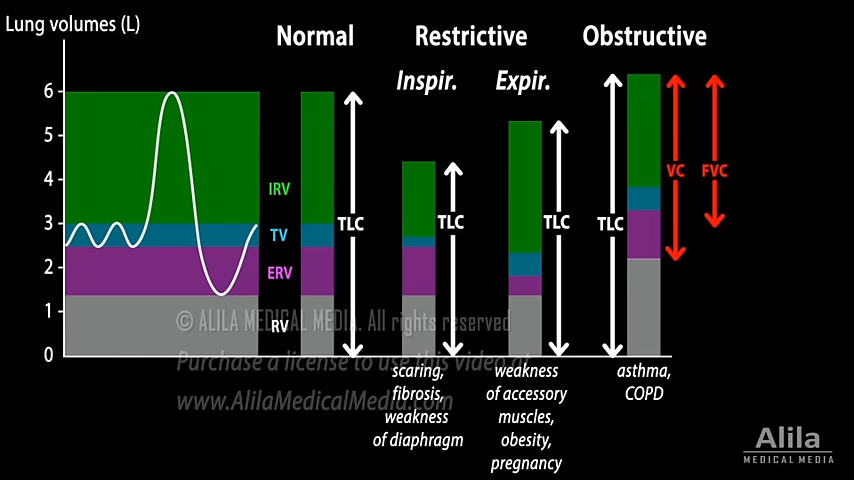 Lung volumes (L)
Normal
Restrictive
Obstructive
Inspir.
Expir.
6
5
4
3
2
1
0
IRV
TV
ERV
RV
TLC
TLC
TLC
TLC
VC
FVC
© ALILA MEDICAL MEDIA. All rights reserved
Purchase a license to use this video at
www.AlilaMedicalMedia.com
scaring,
fibrosis,
weakness
of diaphragm
weakness
of accessory
muscles,
obesity,
pregnancy
asthma,
COPD
Alila
MEDICAL MEDIA